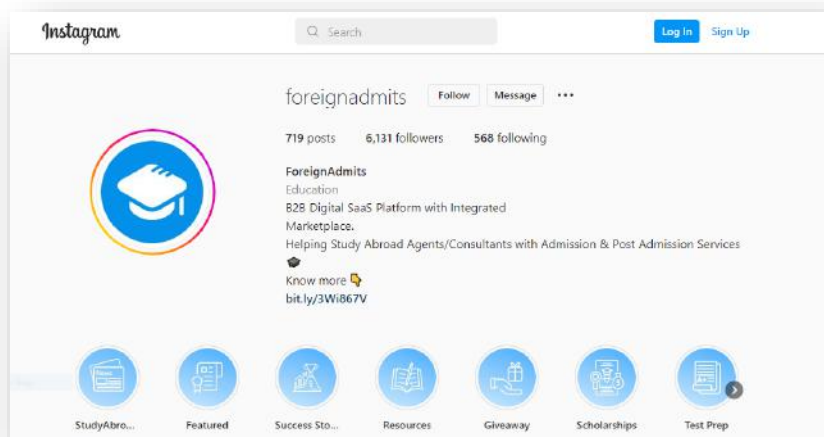 Instagram
Search
Log In Sign Up
foreignadmits Follow Message
719 posts 6,131 followers 568 following
ForeignAdmits
Education
B2B Digital SaaS Platform with Integrated
Marketplace.
Helping Study Abroad Agents/Consultants with Admission & Post Admission Services
Know more
bit.ly/3Wi867V
StudyAbro... Featured Success Sto... Resources Giveaway Scholarships Test Prep